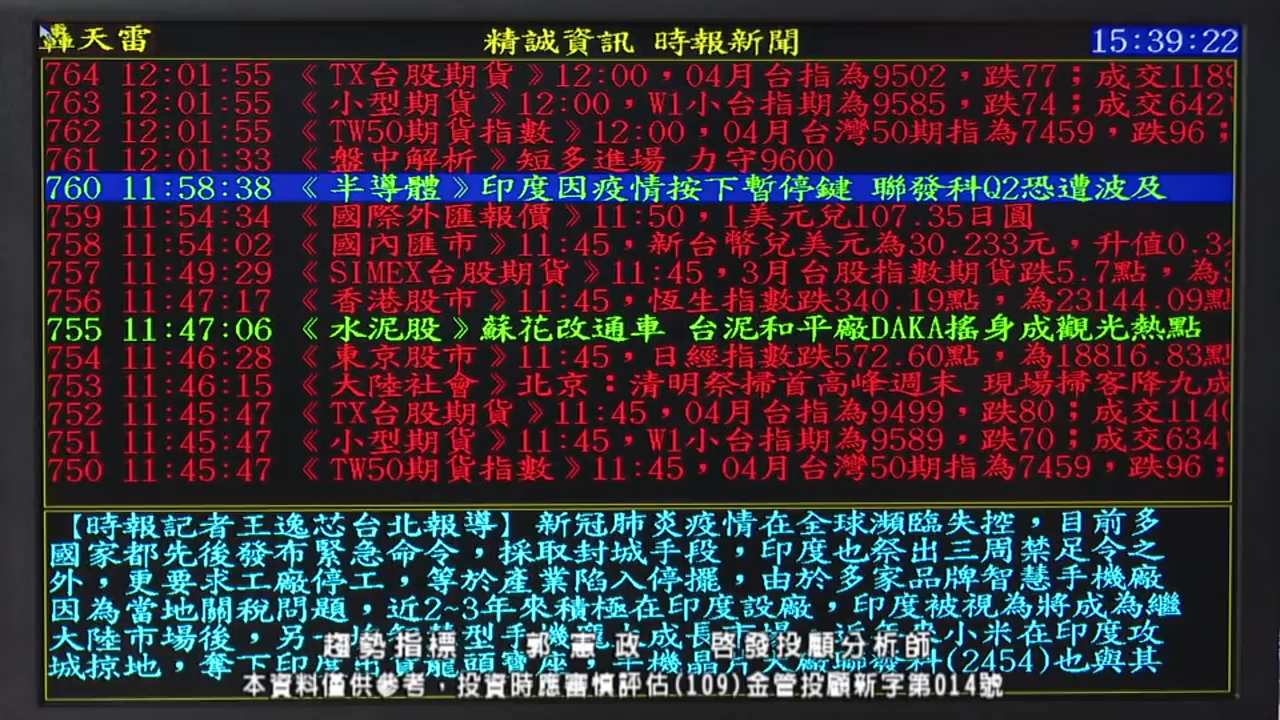 轟天雷 精誠資訊 時報新聞 15:39:22
764 12:01:55 《TX台股期貨》12:00，04月台指為9502，跌77；成交1189
763 12:01:55 《小型期貨》12:00，W1小台指期為9585，跌74；成交642
762 12:01:55 《TW50期貨指數》12:00，04月台灣50期指為7459，跌96；
761 12:01:33 《盤中解析》短多進場 力守9600
760 11:58:38 《半導體》印度因疫情按下暫停鍵 聯發科Q2恐遭波及
759 11:54:34 《國際外匯報價》11:50，1美元兌107.35日圓
758 11:54:02 《國內匯市》11:45，新台幣兌美元為30.233元，升值0.3
757 11:49:29 《SIMEX台股期貨》11:45，3月台股指數期貨跌5.7點，為
756 11:47:17 《香港股市》11:45，恆生指數跌340.19點，為23144.09點
755 11:47:06 《水泥股》蘇花改通車 台泥和平廠DAKA搖身成觀光熱點
754 11:46:28 《東京股市》11:45，日經指數跌572.60點，為18816.83點
753 11:46:15 《大陸社會》北京：清明祭掃首高峰週末 現場掃客降九成
752 11:45:47 《TX台股期貨》11:45，04月台指為9499，跌80；成交1140
751 11:45:47 《小型期貨》11:45，W1小台指期為9589，跌70；成交634
750 11:45:47 《TW50期貨指數》11:45，04月台灣50期指為7459，跌96；
【時報記者王逸芯台北報導】新冠肺炎疫情在全球瀕臨失控，目前多
國家都先後發布緊急命令，採取封城手段，印度也祭出三周禁足令之
外，更要求工廠停工，等於產業陷入停擺，由於多家品牌智慧手機廠
因為當地關稅問題，近2~3年來積極在印度設廠，印度被視為將成為繼
大陸市場後，另一
城掠地，奪下印度
小米在印度攻
聯發科(2454)也與其
趨勢指標 郭憲政 啓發投顧分析師
本資料僅供參考，投資時應審慎評估(109)金管投顧新字第014號